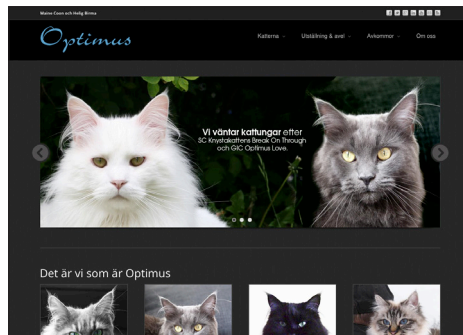 Maine Coon och Helig Birma
Optimus
Katterna
Utställning & avel
Avkommor
Om oss
Vi väntar kattungar efter
SC Knystakattens Break On Through
och GIC Optimus Love.
Det är vi som är Optimus